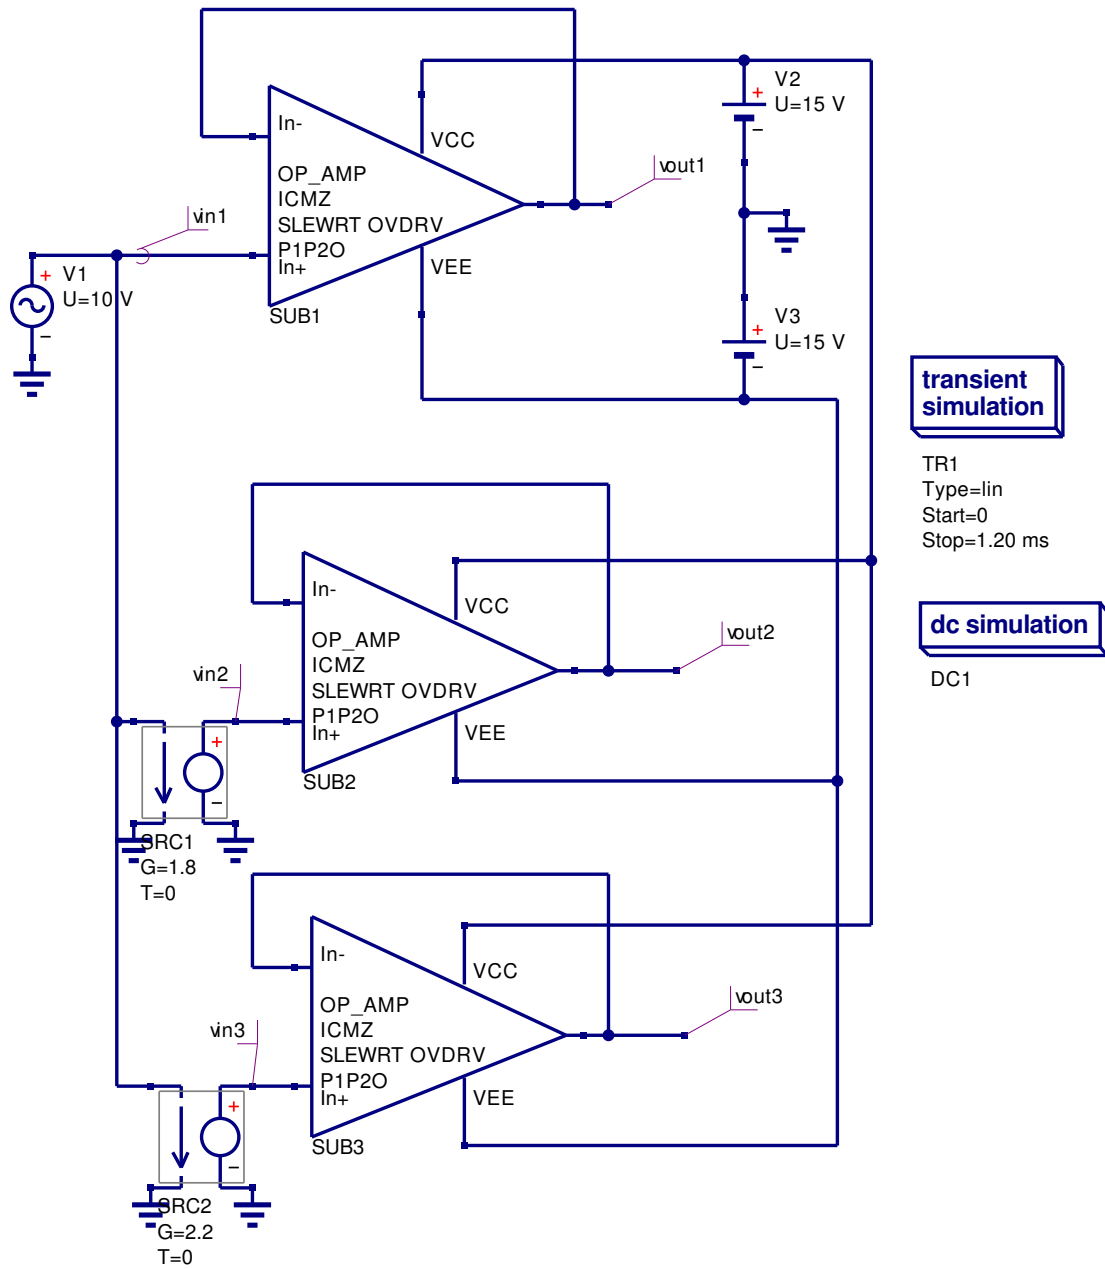 In-
VCC
OP_AMP
ICMZ
SLEWRT OVDRV
P1P2O
In+
VEE
SUB1
vout1
vin1
+
V1
U=10 V
−
+
V2
U=15 V
−
+
V3
U=15 V
−
transient
simulation
TR1
Type=lin
Start=0
Stop=1.20 ms
dc simulation
DC1
In-
VCC
OP_AMP
ICMZ
SLEWRT OVDRV
P1P2O
In+
VEE
SUB2
vout2
vin2
+
−
SRC1
G=1.8
T=0
In-
VCC
OP_AMP
ICMZ
SLEWRT OVDRV
P1P2O
In+
VEE
SUB3
vout3
vin3
+
−
SRC2
G=2.2
T=0